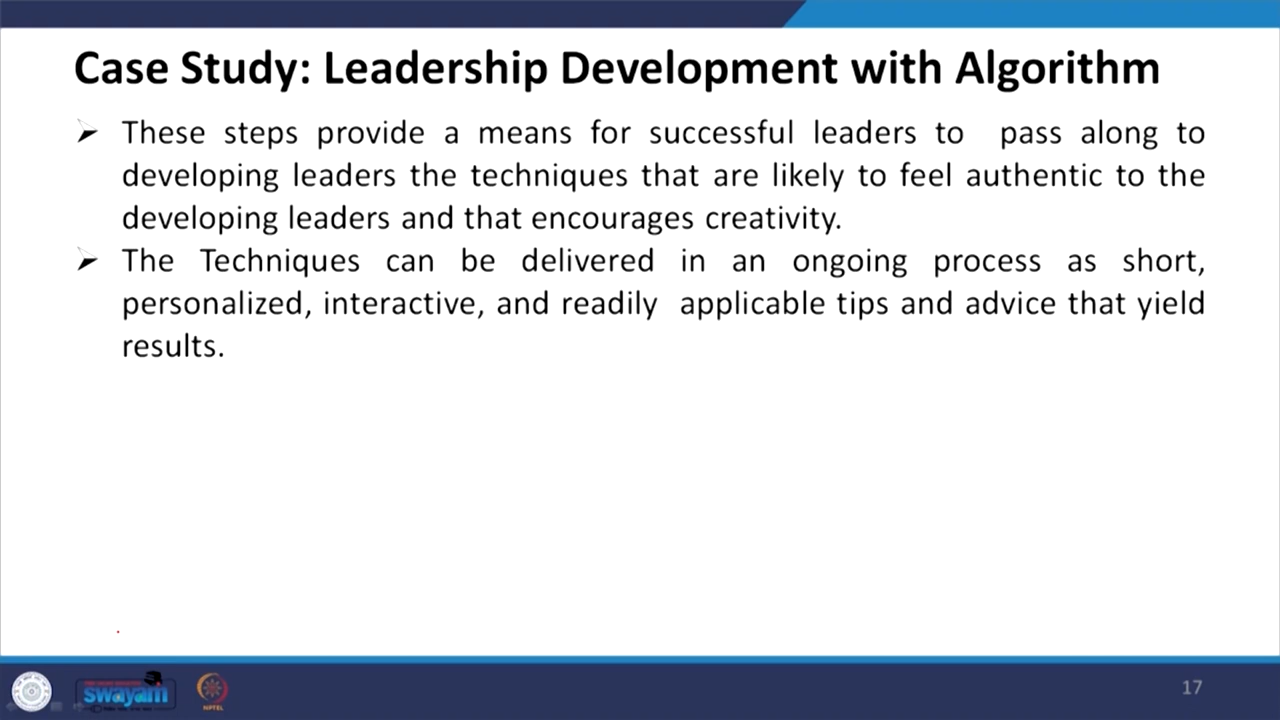 Case Study: Leadership Development with Algorithm
These steps provide a means for successful leaders to pass along to
developing leaders the techniques that are likely to feel authentic to the
developing leaders and that encourages creativity.
The Techniques can be delivered in an ongoing process as short,
personalized, interactive, and readily applicable tips and advice that yield
results.
swayam
NPTEL
17